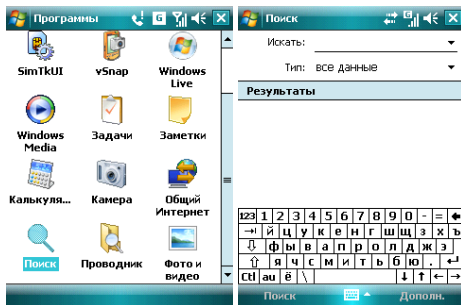 Программы
G
SimTkUI vSnap Windows Live
Windows Media Задачи Заметки
Калькуля... Камера Общий Интернет
Поиск Проводник Фото и видео
Поиск
Искать:
Тип: все данные
Результаты
123 1 2 3 4 5 6 7 8 9 0 - =
й ц у к е н г ш щ з х ъ
ф ы в а п р о л д ж э
я ч с м и т ь б ю .
Ctl au ё \
Поиск Дополн.